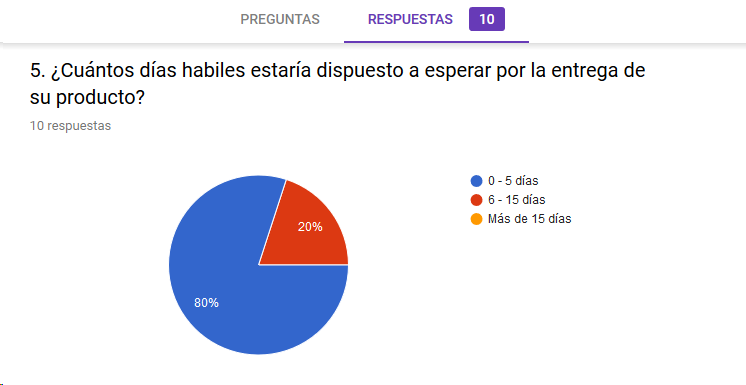 PREGUNTAS RESPUESTAS 10
5. ¿Cuántos días habiles estaría dispuesto a esperar por la entrega de
su producto?
10 respuestas
0 - 5 días
6 - 15 días
Más de 15 días
20%
80%